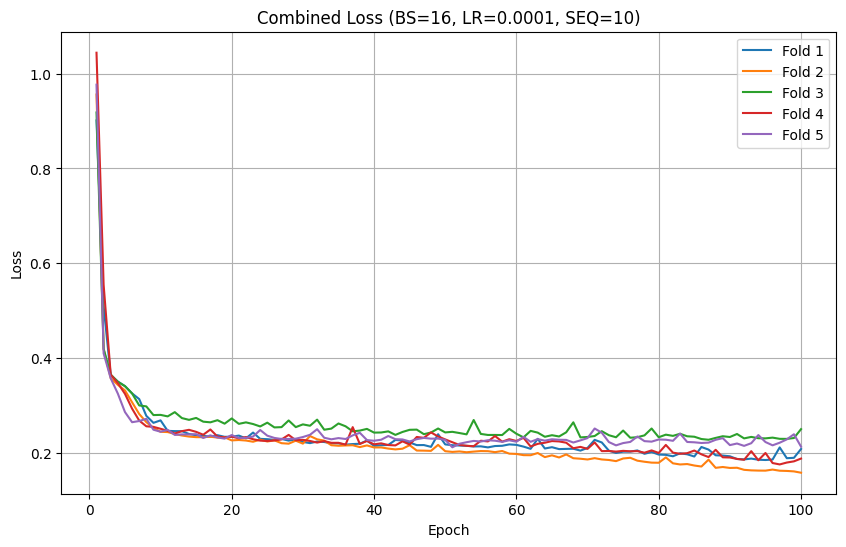 Combined Loss (BS=16, LR=0.0001, SEQ=10)
Fold 1
Fold 2
Fold 3
Fold 4
Fold 5
Loss
1.0
0.8
0.6
0.4
0.2
0
20
40
60
80
100
Epoch